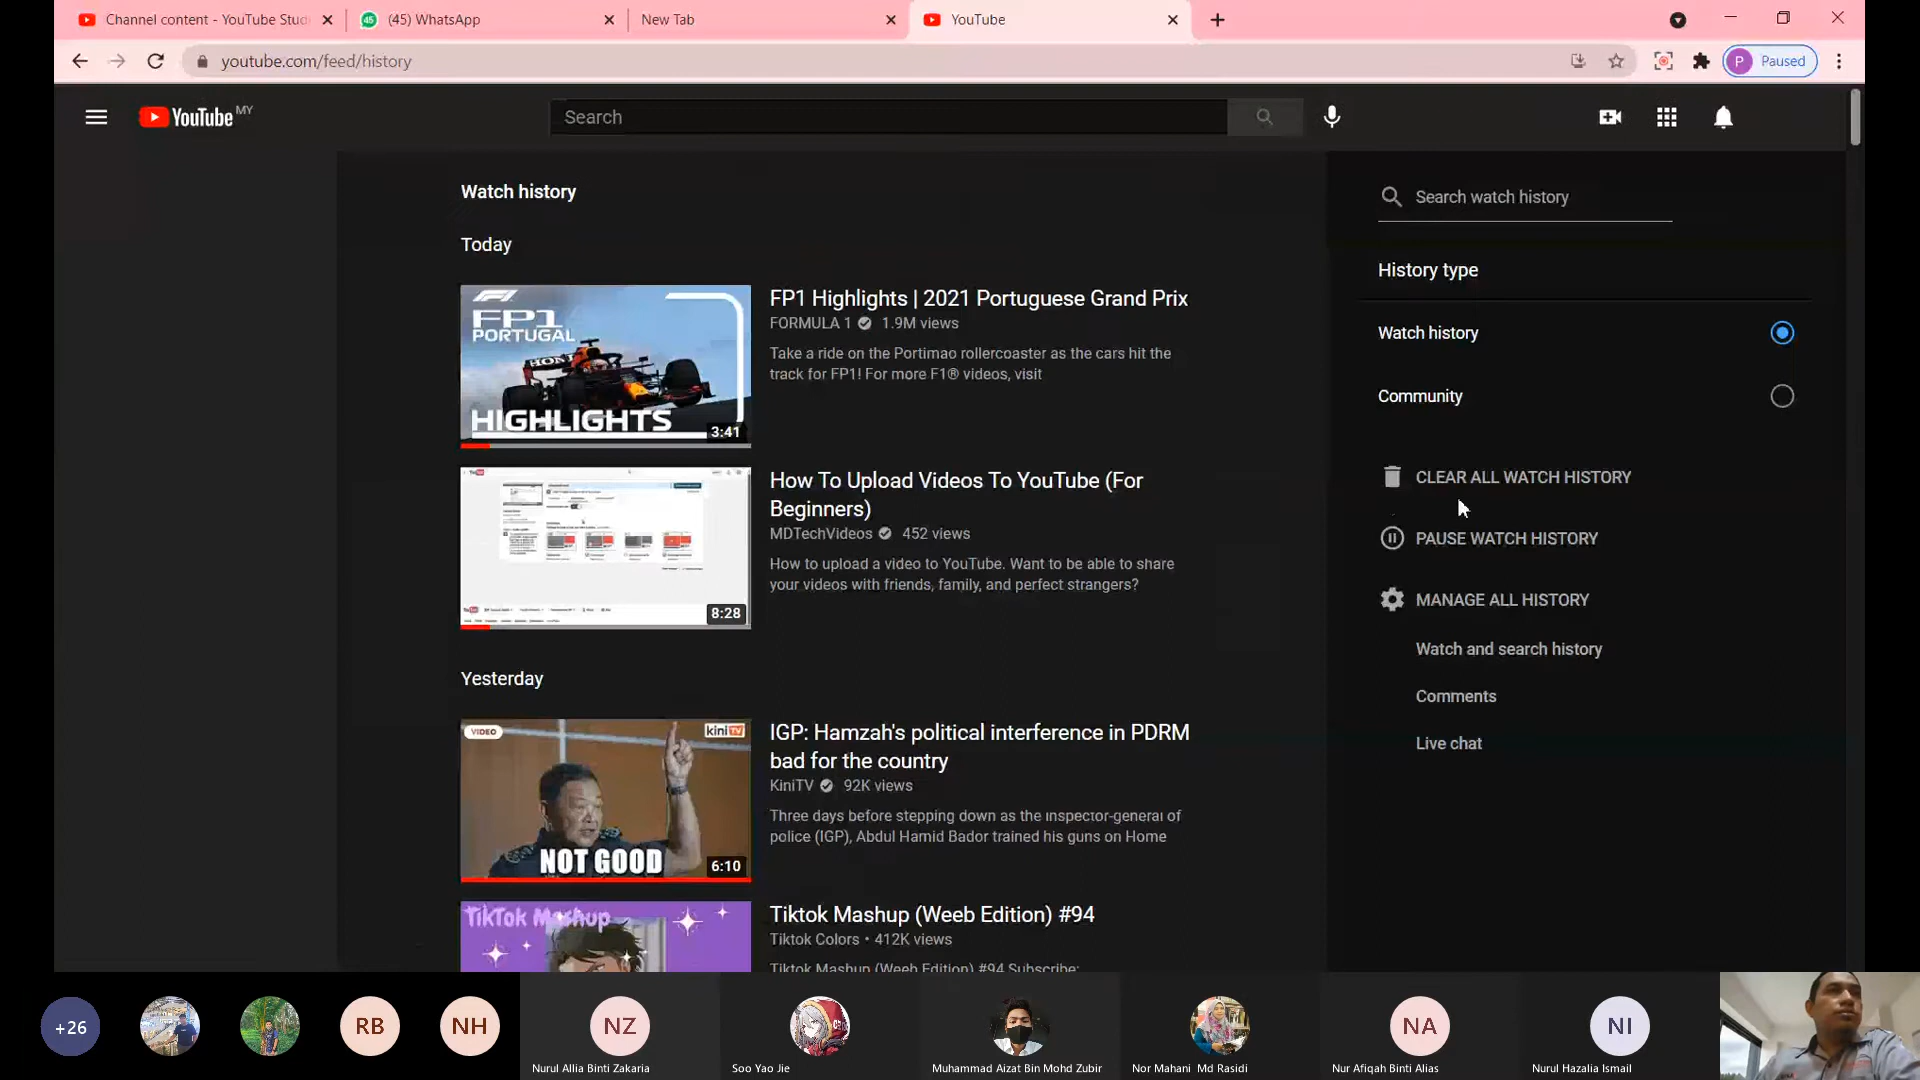 Channel content - YouTube Stud
(45) WhatsApp
New Tab
YouTube
youtube.com/feed/history
P Paused
YouTube MY
Search
Watch history
Today
F1
FP1
PORTUGAL
HIGHLIGHTS
3:41
FP1 Highlights | 2021 Portuguese Grand Prix
FORMULA 1 1.9M views
Take a ride on the Portimao rollercoaster as the cars hit the
track for FP1! For more F1® videos, visit
8:28
How To Upload Videos To YouTube (For
Beginners)
MDTechVideos 452 views
How to upload a video to YouTube. Want to be able to share
your videos with friends, family, and perfect strangers?
Yesterday
VIDEO
kini TV
NOT GOOD
6:10
IGP: Hamzah's political interference in PDRM
bad for the country
KiniTV 92K views
Three days before stepping down as the inspector-general of
police (IGP), Abdul Hamid Bador trained his guns on Home
TikTok Mashup
Tiktok Mashup (Weeb Edition) #94
Tiktok Colors • 412K views
Tiktok Mashup (Weeb Edition) #94 Subscribe:
Search watch history
History type
Watch history
Community
CLEAR ALL WATCH HISTORY
PAUSE WATCH HISTORY
MANAGE ALL HISTORY
Watch and search history
Comments
Live chat
+26
RB
NH
NZ
Nurul Allia Binti Zakaria
Soo Yao Jie
Muhammad Aizat Bin Mohd Zubir
Nor Mahani Md Rasidi
NA
Nur Afiqah Binti Alias
NI
Nurul Hazalia Ismail